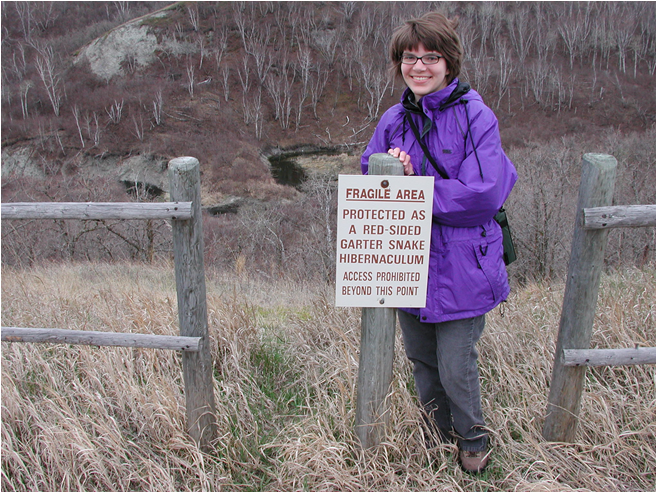 FRAGILE AREA
PROTECTED AS
A RED-SIDED
GARTER SNAKE
HIBERNACULUM
ACCESS PROHIBITED
BEYOND THIS POINT